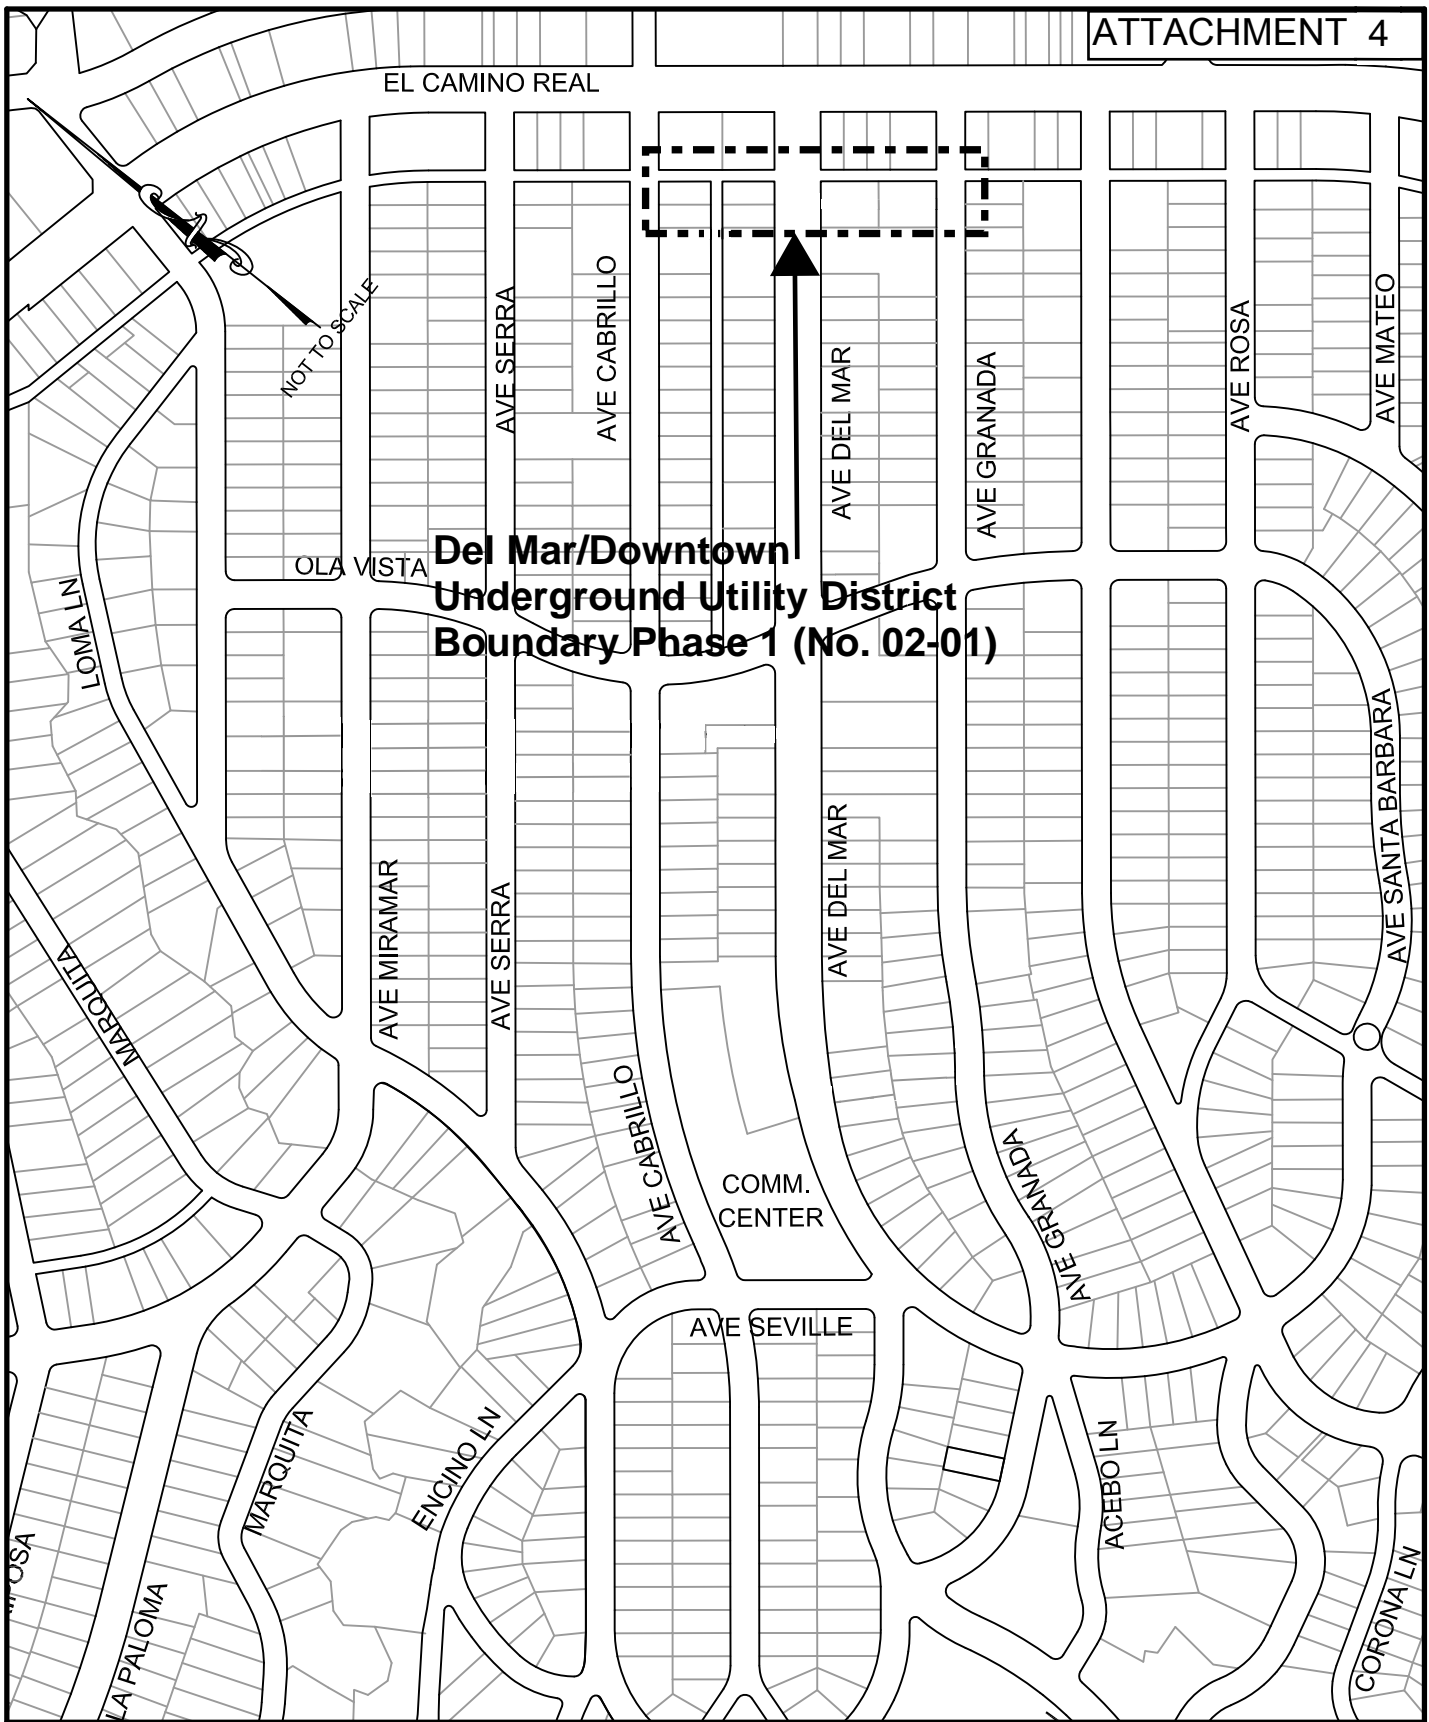 ATTACHMENT 4
EL CAMINO REAL
NOT TO SCALE
AVE SERRA
AVE CABRILLO
AVE DEL MAR
AVE GRANADA
AVE ROSA
AVE MATEO
OLA VISTA
Del Mar/Downtown
Underground Utility District
Boundary Phase 1 (No. 02-01)
LOMA LN
AVE SANTA BARBARA
AVE MIRAMAR
AVE SERRA
AVE DEL MAR
MARQUITA
AVE CABRILLO
AVE GRANADA
COMM.
CENTER
AVE SEVILLE
MARQUITA
ENCINO LN
ACEBO LN
CORONA LN
LA PALOMA